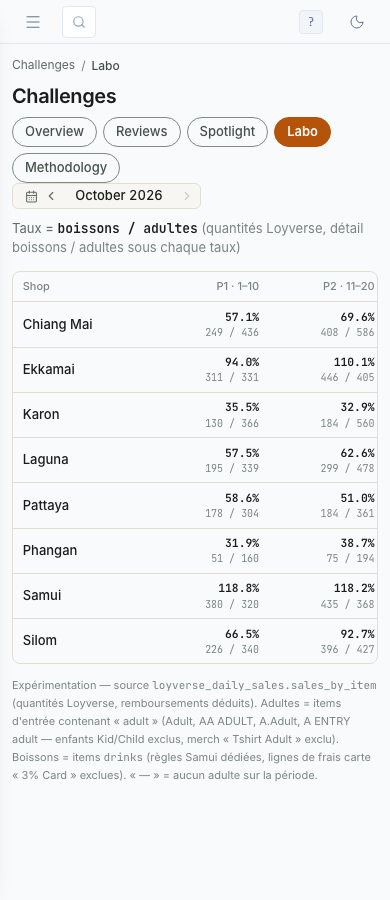 ?
Challenges / Labo
Challenges
Overview
Reviews
Spotlight
Labo
Methodology
October 2026
Taux = boissons / adultes (quantités Loyverse, détail
boissons / adultes sous chaque taux)
Shop P1 · 1–10 P2 · 11–20
Chiang Mai 57.1% 69.6%
249 / 436 408 / 586
Ekkamai 94.0% 110.1%
311 / 331 446 / 405
Karon 35.5% 32.9%
130 / 366 184 / 560
Laguna 57.5% 62.6%
195 / 339 299 / 478
Pattaya 58.6% 51.0%
178 / 304 184 / 361
Phangan 31.9% 38.7%
51 / 160 75 / 194
Samui 118.8% 118.2%
380 / 320 435 / 368
Silom 66.5% 92.7%
226 / 340 396 / 427
Expérimentation — source loyverse_daily_sales.sales_by_item
(quantités Loyverse, remboursements déduits). Adultes = items
d'entrée contenant « adult » (Adult, AA ADULT, A.Adult, A ENTRY
adult — enfants Kid/Child exclus, merch « Tshirt Adult » exclu).
Boissons = items drinks (règles Samui dédiées, lignes de frais carte
« 3% Card » exclues). « — » = aucun adulte sur la période.